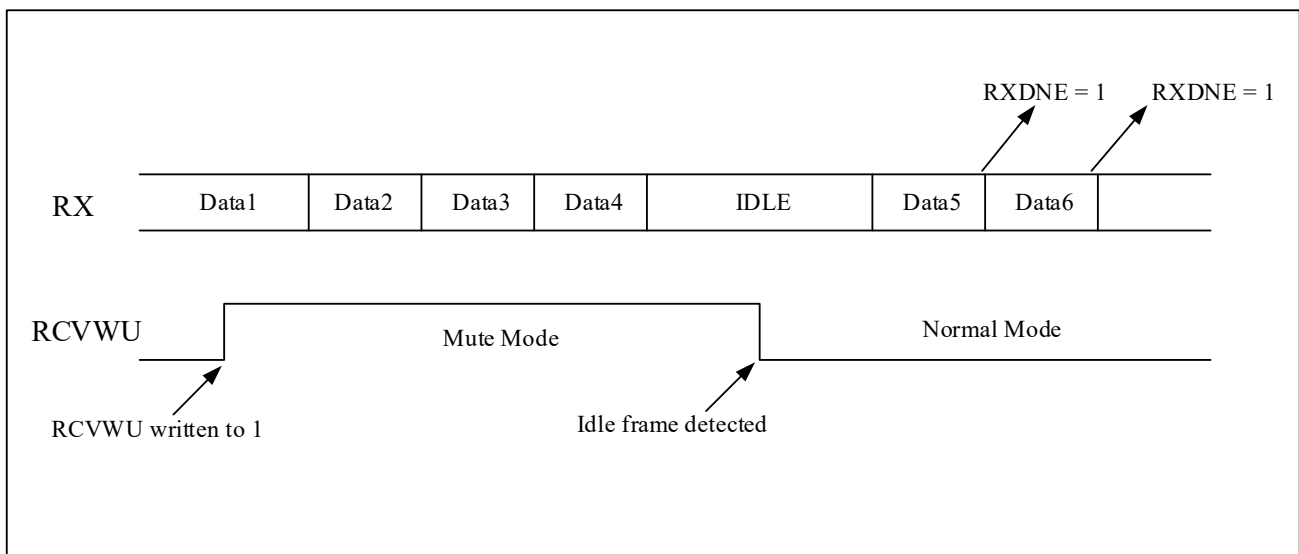 RXDNE = 1 RXDNE = 1
RX Data1 Data2 Data3 Data4 IDLE Data5 Data6
RCVWU Mute Mode Normal Mode
RCVWU written to 1 Idle frame detected